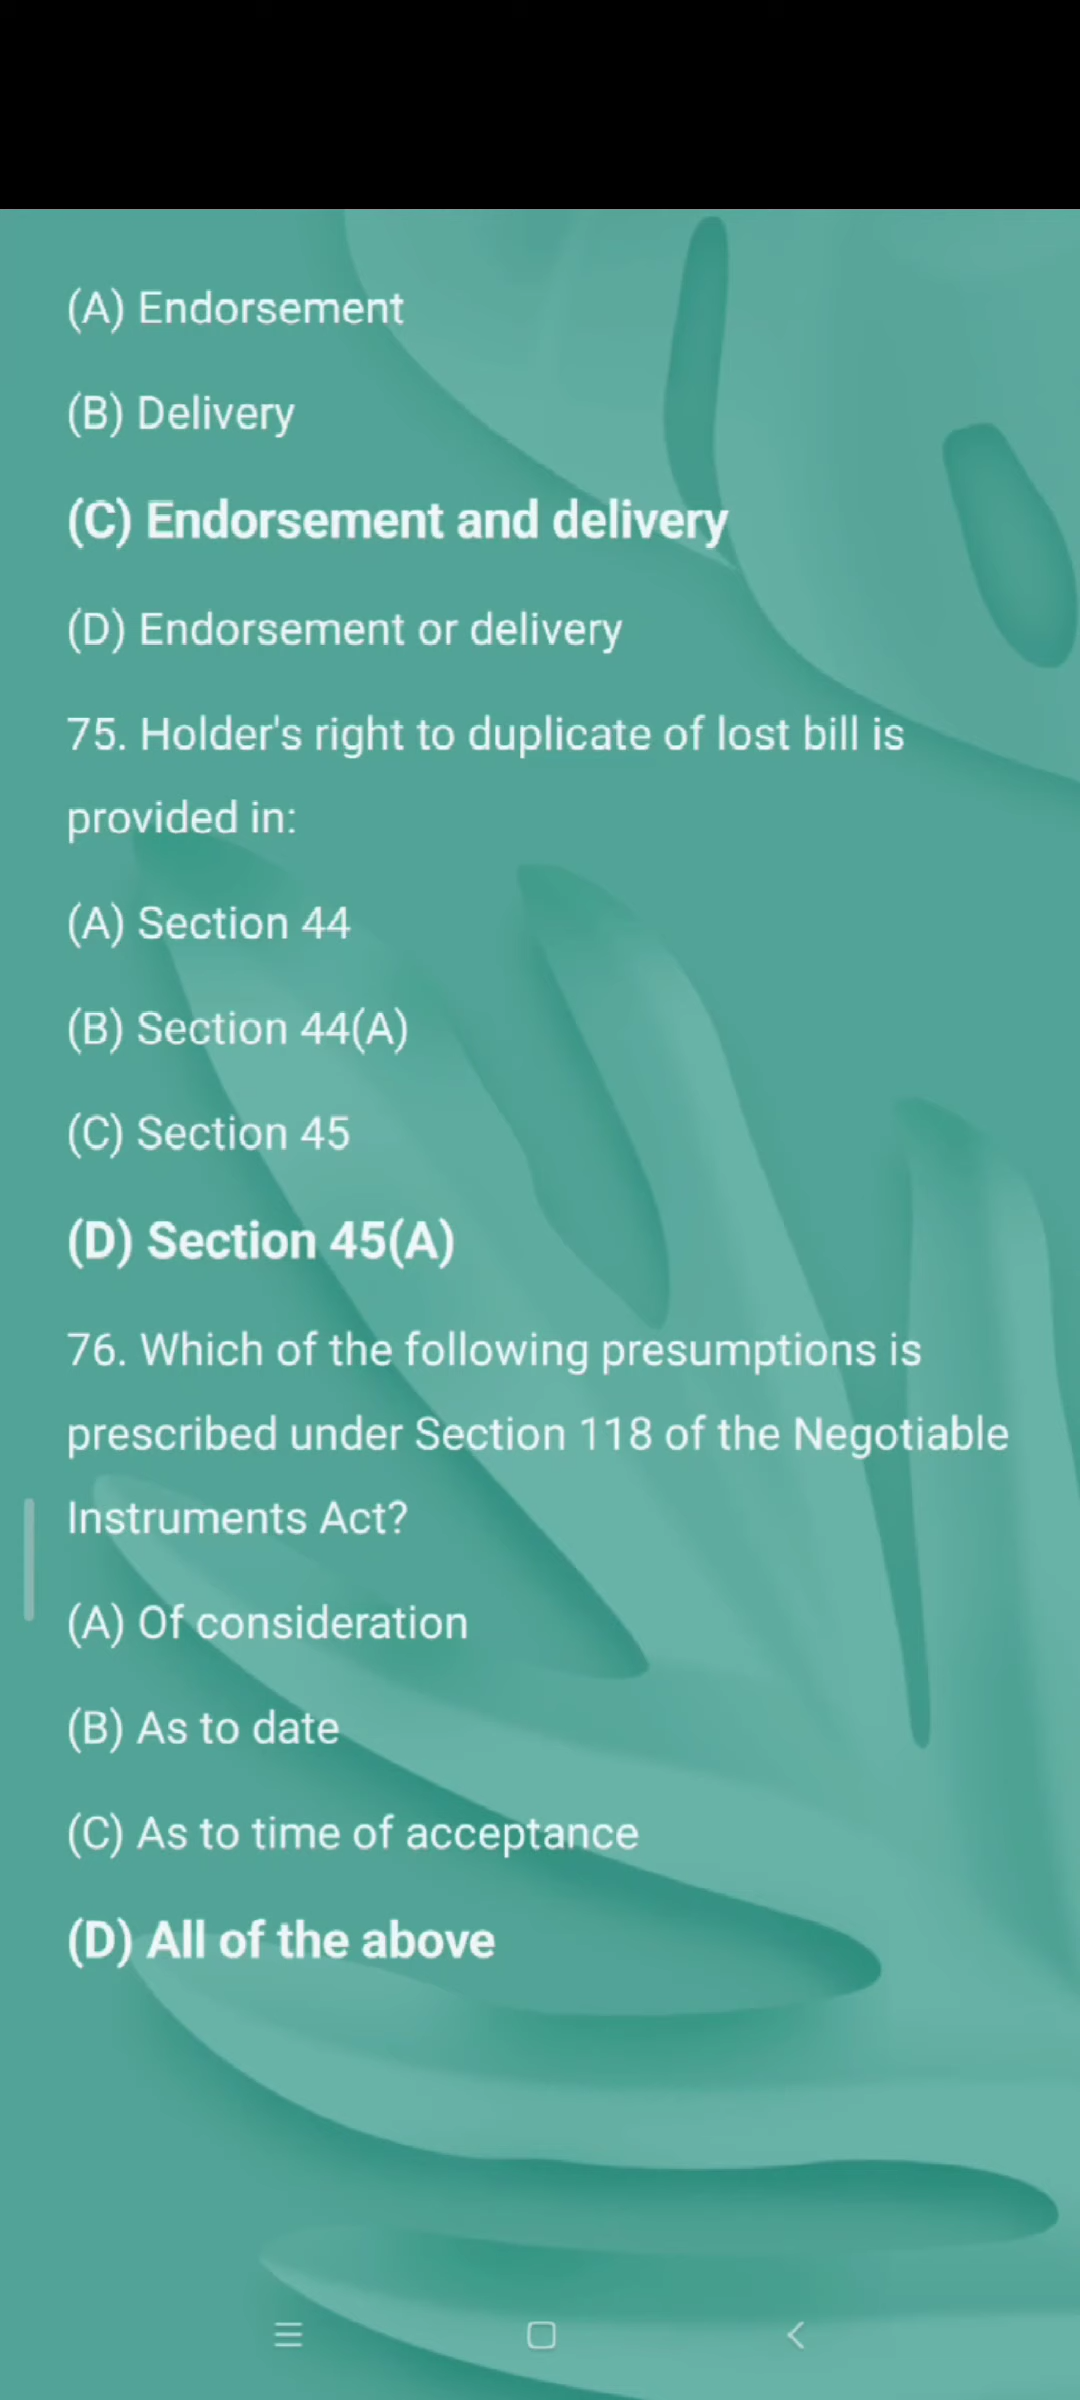 (A) Endorsement
(B) Delivery
(C) Endorsement and delivery
(D) Endorsement or delivery
75. Holder's right to duplicate of lost bill is
provided in:
(A) Section 44
(B) Section 44(A)
(C) Section 45
(D) Section 45(A)
76. Which of the following presumptions is
prescribed under Section 118 of the Negotiable
Instruments Act?
(A) Of consideration
(B) As to date
(C) As to time of acceptance
(D) All of the above